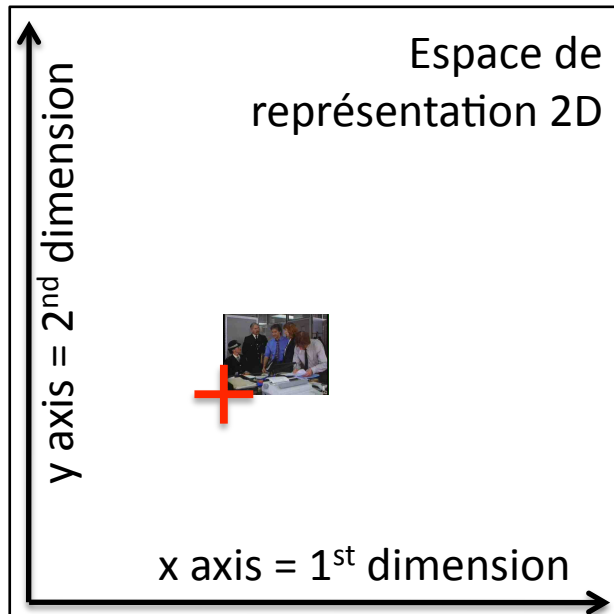 Espace de
représentation 2D
y axis = 2nd dimension
x axis = 1st dimension